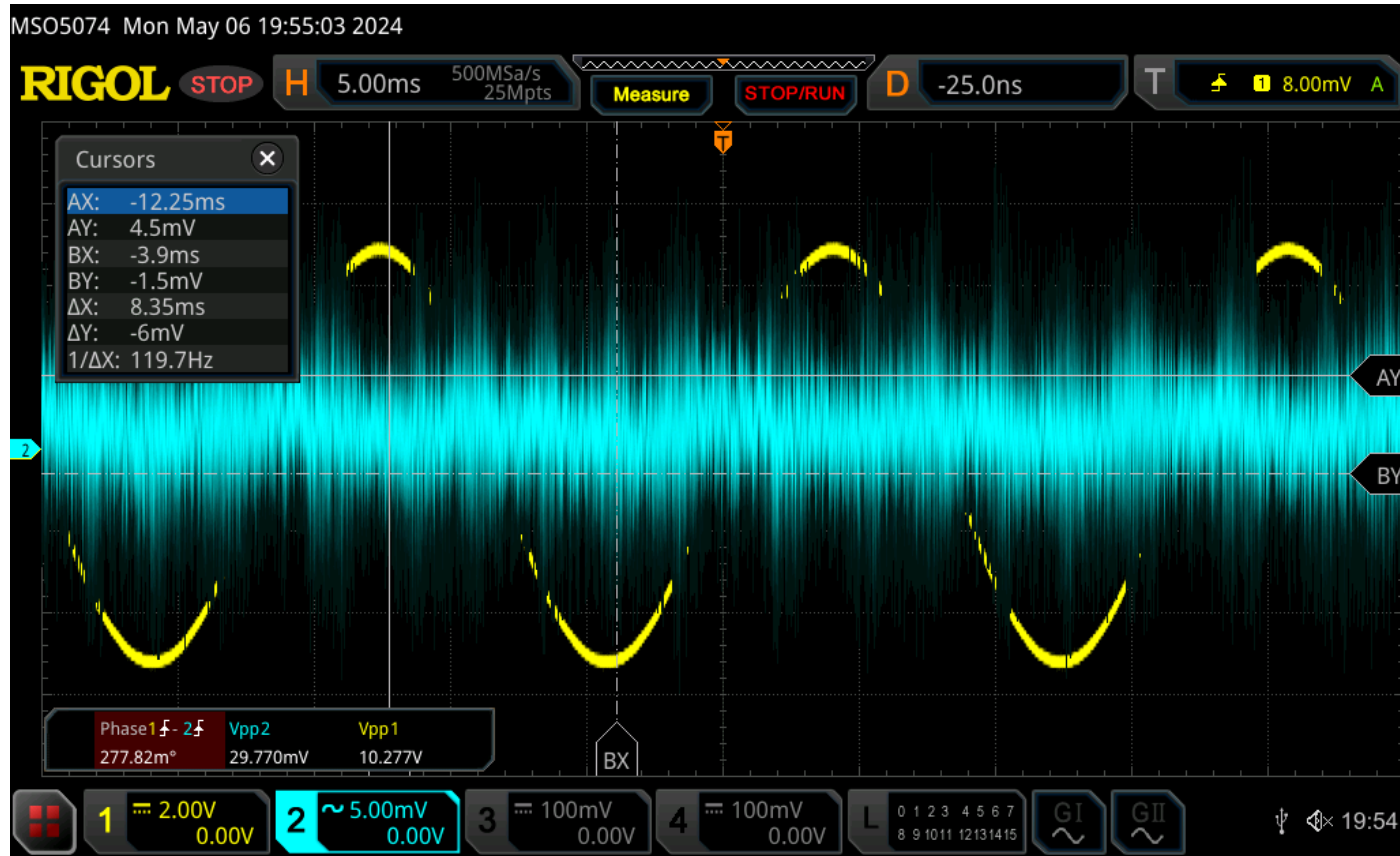 MSO5074 Mon May 06 19:55:03 2024
RIGOL STOP H 5.00ms 500MSa/s 25Mpts Measure STOP/RUN D -25.0ns T 1 8.00mV A
T
Cursors
AX: -12.25ms
AY: 4.5mV
BX: -3.9ms
BY: -1.5mV
ΔX: 8.35ms
ΔY: -6mV
1/ΔX: 119.7Hz
AY
2
BY
Phase1-2 Vpp2 Vpp1
277.82m° 29.770mV 10.277V
BX
1 2.00V 0.00V 2 5.00mV 0.00V 3 100mV 0.00V 4 100mV 0.00V L 0 1 2 3 4 5 6 7 GI GII 19:54
8 9 10 11 12 13 14 15